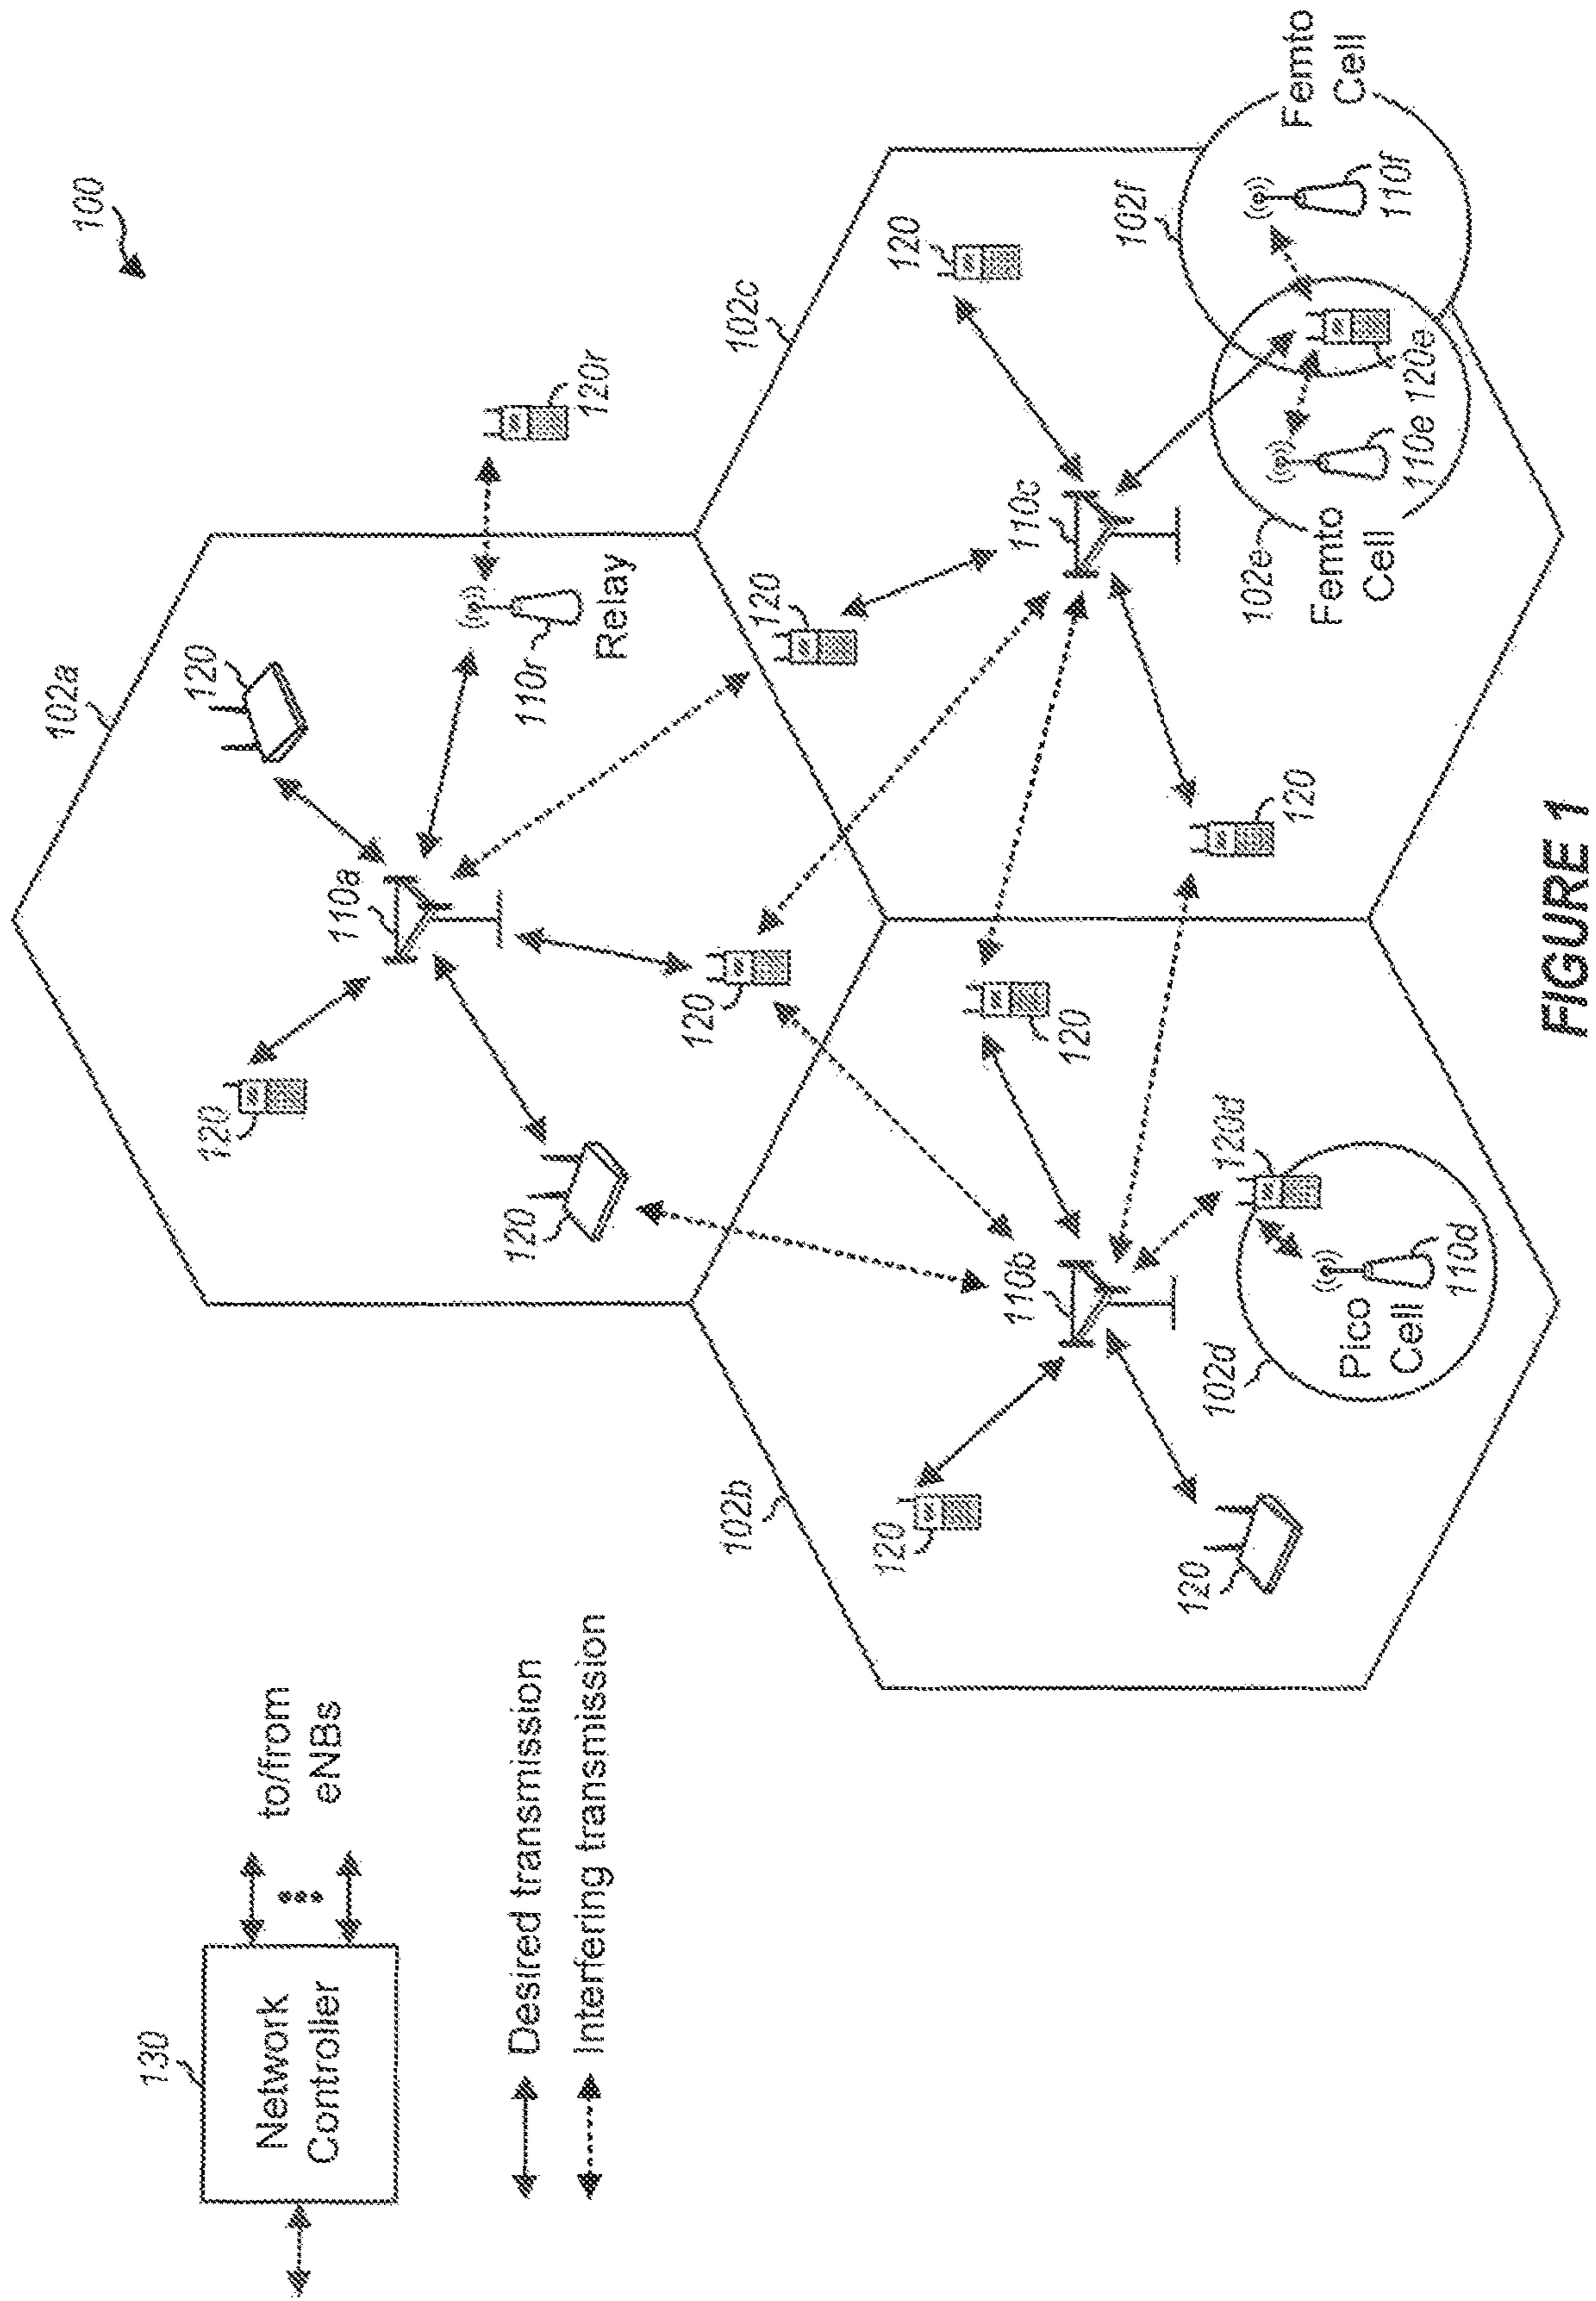 100
102a
130
120
120
Network
Controller
to/from
eNBs
110a
120
Desired transmission
Interfering transmission
110r
Relay
120r
120
102b
102c
120
120
120
110b
110c
120
102f
120
102d
120d
102e
120
Femto
Cell
Femto
Cell
Pico
Cell
110f
110e
120e
110d
FIGURE 1